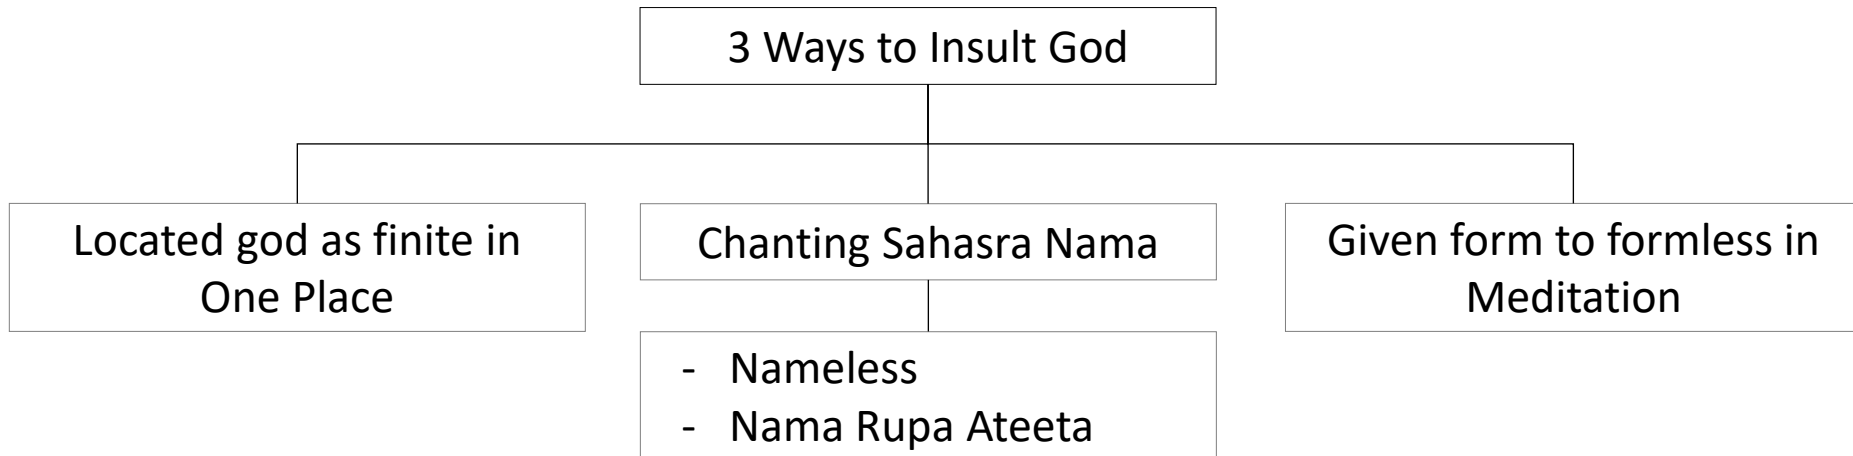 3 Ways to Insult God
Located god as finite in
One Place
Chanting Sahasra Nama
- Nameless
- Nama Rupa Ateeta
Given form to formless in
Meditation